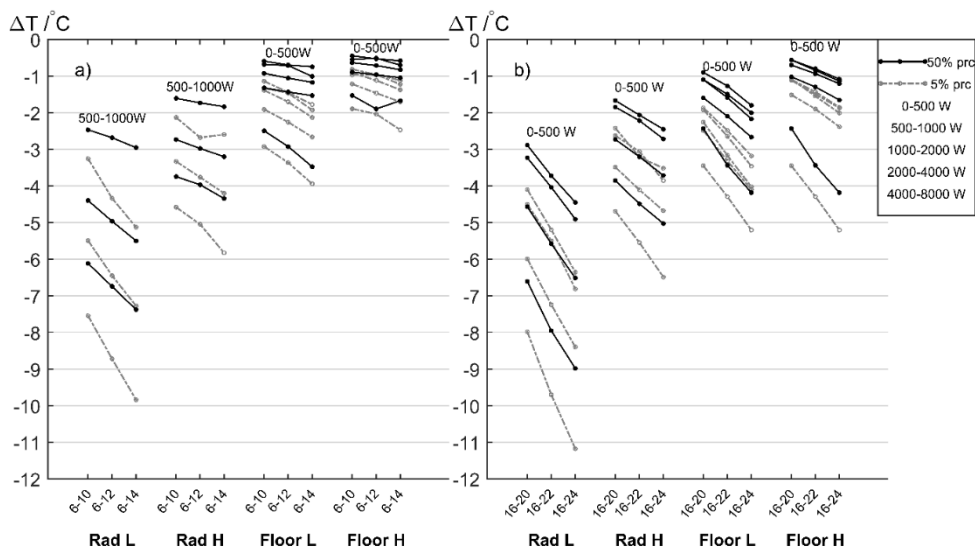 ΔT /°C
0
-1
-2
-3
-4
-5
-6
-7
-8
-9
-10
-11
-12
a)
500-1000W
500-1000W
0-500W
0-500W
6-10
6-12
6-14
6-10
6-12
6-14
6-10
6-12
6-14
6-10
6-12
6-14
Rad L
Rad H
Floor L
Floor H
ΔT /°C
0
-1
-2
-3
-4
-5
-6
-7
-8
-9
-10
-11
-12
b)
0-500 W
0-500 W
0-500 W
0-500 W
16-20
16-22
16-24
16-20
16-22
16-24
16-20
16-22
16-24
16-20
16-22
16-24
Rad L
Rad H
Floor L
Floor H
50% prc
5% prc
0-500 W
500-1000 W
1000-2000 W
2000-4000 W
4000-8000 W